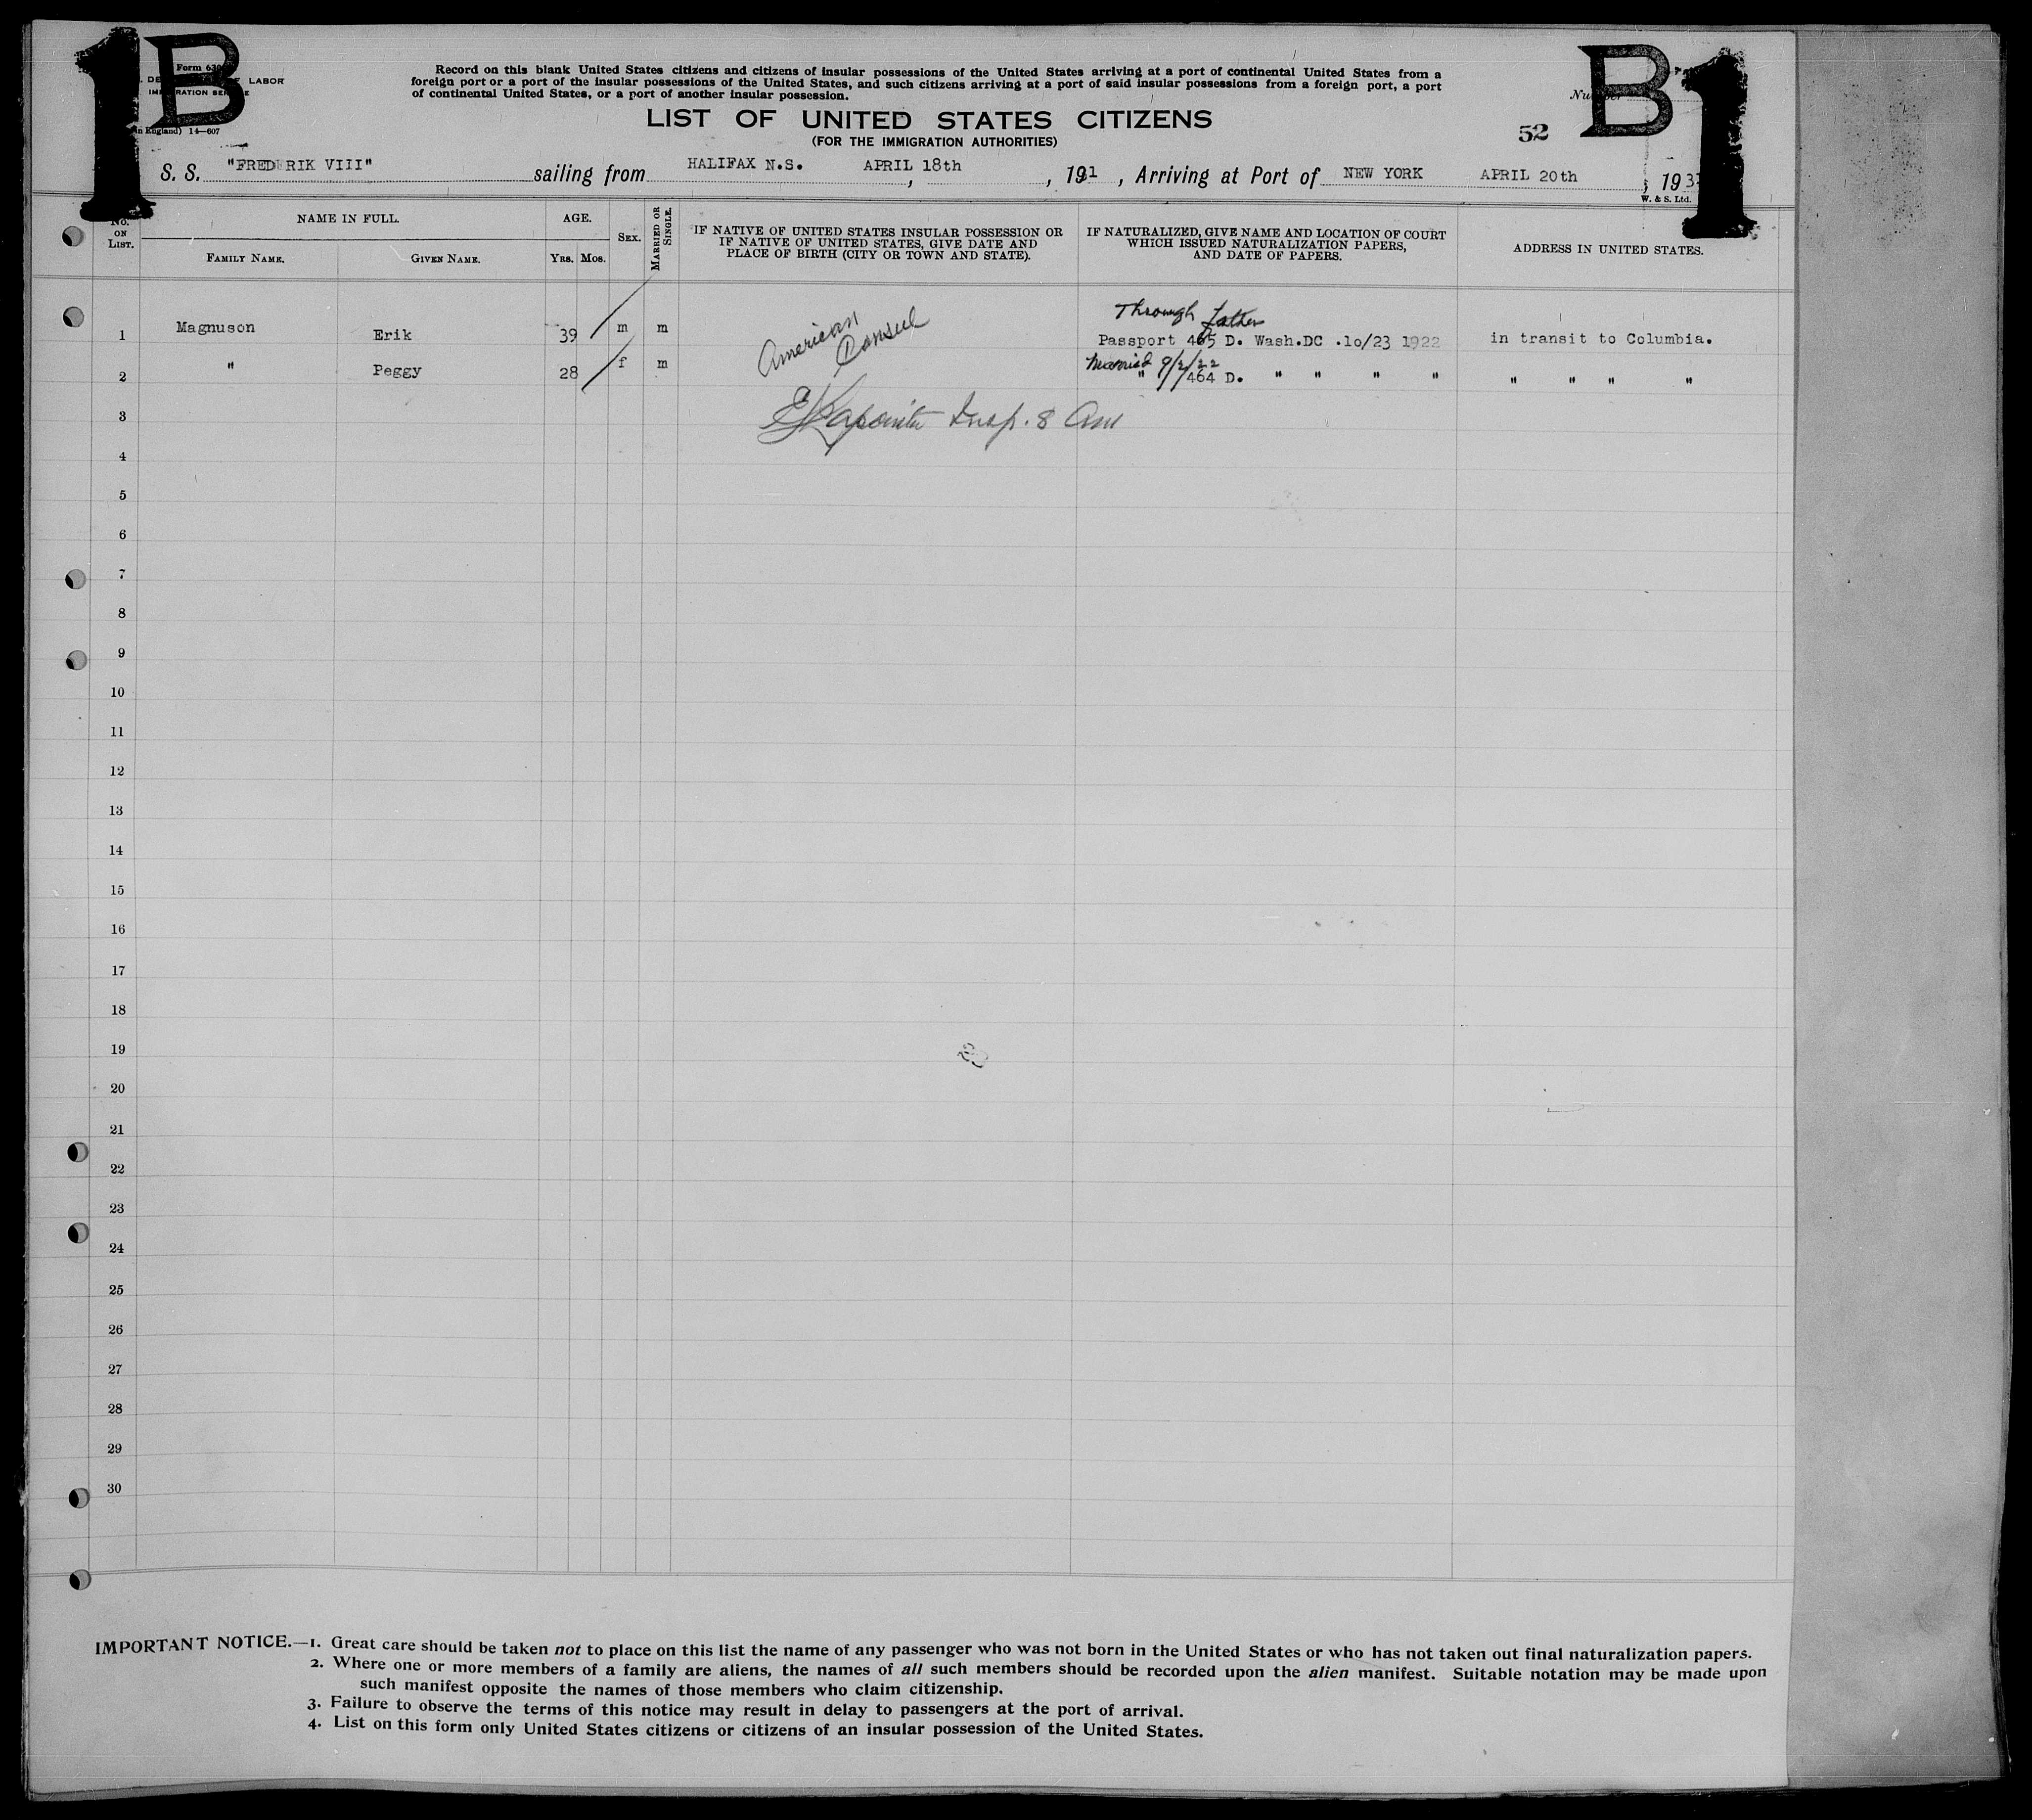 1 B
B 1
Form 630
LABOR
n England) 14—607
Record on this blank United States citizens and citizens of insular possessions of the United States arriving at a port of continental United States from a
foreign port or a port of the insular possessions of the United States, and such citizens arriving at a port of said insular possessions from a foreign port, a port
of continental United States, or a port of another insular possession.
LIST OF UNITED STATES CITIZENS
(FOR THE IMMIGRATION AUTHORITIES)
52
S. S. "FREDERIK VIII" sailing from HALIFAX N.S. APRIL 18th, 191, Arriving at Port of NEW YORK APRIL 20th, 193
W. & S. Ltd.
No. ON LIST. NAME IN FULL. AGE. SEX. MARRIED OR SINGLE. IF NATIVE OF UNITED STATES INSULAR POSSESSION OR IF NATIVE OF UNITED STATES, GIVE DATE AND PLACE OF BIRTH (CITY OR TOWN AND STATE). IF NATURALIZED, GIVE NAME AND LOCATION OF COURT WHICH ISSUED NATURALIZATION PAPERS, AND DATE OF PAPERS. ADDRESS IN UNITED STATES.
FAMILY NAME. GIVEN NAME. YRS. MOS.
Through father
1 Magnuson Erik 39 m m American Consul Passport 465 D. Wash.DC .10/23 1922 in transit to Columbia.
Married 9/2/22
2 " Peggy 28 f m " 464 D. " " " " " " " "
3 Insp. 8 Am
4
5
6
7
8
9
10
11
12
13
14
15
16
17
18
19
20
21
22
23
24
25
26
27
28
29
30
IMPORTANT NOTICE.—1. Great care should be taken not to place on this list the name of any passenger who was not born in the United States or who has not taken out final naturalization papers.
2. Where one or more members of a family are aliens, the names of all such members should be recorded upon the alien manifest. Suitable notation may be made upon
such manifest opposite the names of those members who claim citizenship.
3. Failure to observe the terms of this notice may result in delay to passengers at the port of arrival.
4. List on this form only United States citizens or citizens of an insular possession of the United States.